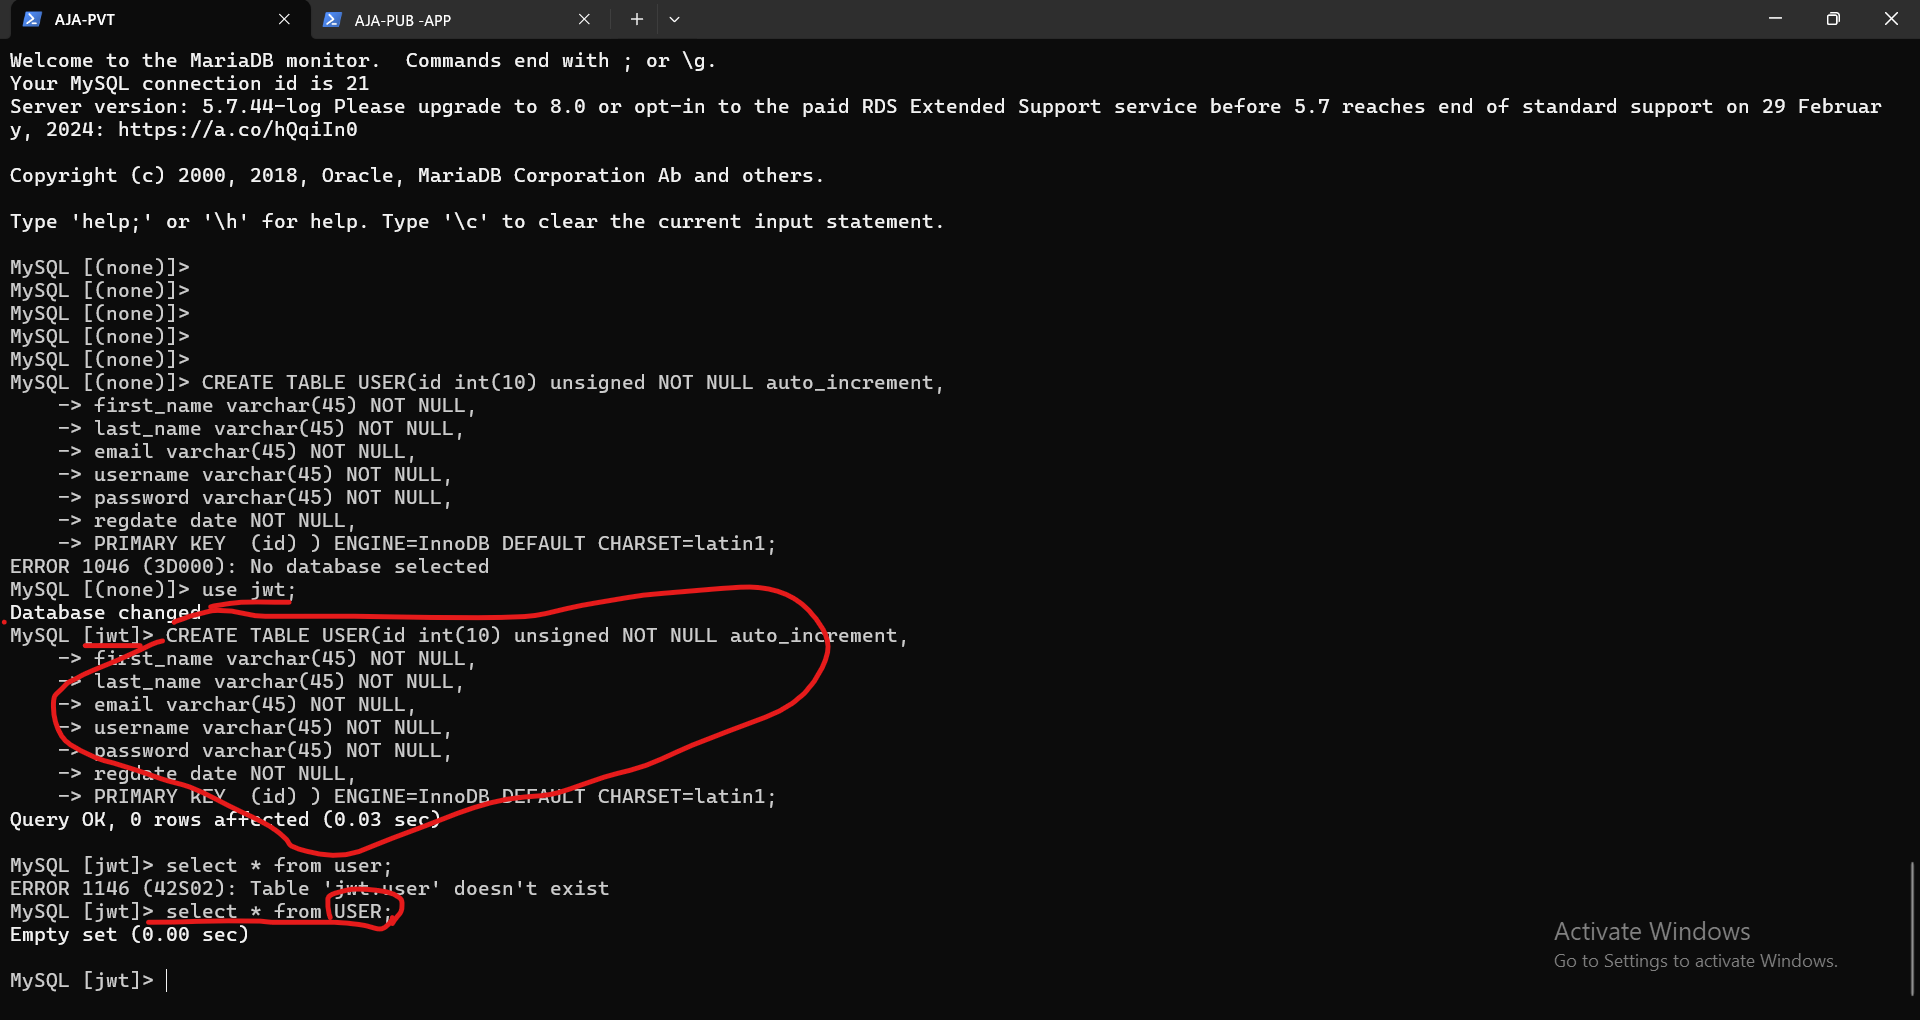 AJA-PVT
AJA-PUB -APP
Welcome to the MariaDB monitor.  Commands end with ; or \g.
Your MySQL connection id is 21
Server version: 5.7.44-log Please upgrade to 8.0 or opt-in to the paid RDS Extended Support service before 5.7 reaches end of standard support on 29 Februar
y, 2024: https://a.co/hQqiIn0
Copyright (c) 2000, 2018, Oracle, MariaDB Corporation Ab and others.
Type 'help;' or '\h' for help. Type '\c' to clear the current input statement.
MySQL [(none)]>
MySQL [(none)]>
MySQL [(none)]>
MySQL [(none)]>
MySQL [(none)]>
MySQL [(none)]> CREATE TABLE USER(id int(10) unsigned NOT NULL auto_increment,
    -> first_name varchar(45) NOT NULL,
    -> last_name varchar(45) NOT NULL,
    -> email varchar(45) NOT NULL,
    -> username varchar(45) NOT NULL,
    -> password varchar(45) NOT NULL,
    -> regdate date NOT NULL,
    -> PRIMARY KEY  (id) ) ENGINE=InnoDB DEFAULT CHARSET=latin1;
ERROR 1046 (3D000): No database selected
MySQL [(none)]> use jwt;
Database changed
MySQL [jwt]> CREATE TABLE USER(id int(10) unsigned NOT NULL auto_increment,
    -> first_name varchar(45) NOT NULL,
    -> last_name varchar(45) NOT NULL,
    -> email varchar(45) NOT NULL,
    -> username varchar(45) NOT NULL,
    -> password varchar(45) NOT NULL,
    -> regdate date NOT NULL,
    -> PRIMARY KEY  (id) ) ENGINE=InnoDB DEFAULT CHARSET=latin1;
Query OK, 0 rows affected (0.03 sec)
MySQL [jwt]> select * from user;
ERROR 1146 (42S02): Table 'jwt.user' doesn't exist
MySQL [jwt]> select * from USER;
Empty set (0.00 sec)
MySQL [jwt]>
Activate Windows
Go to Settings to activate Windows.